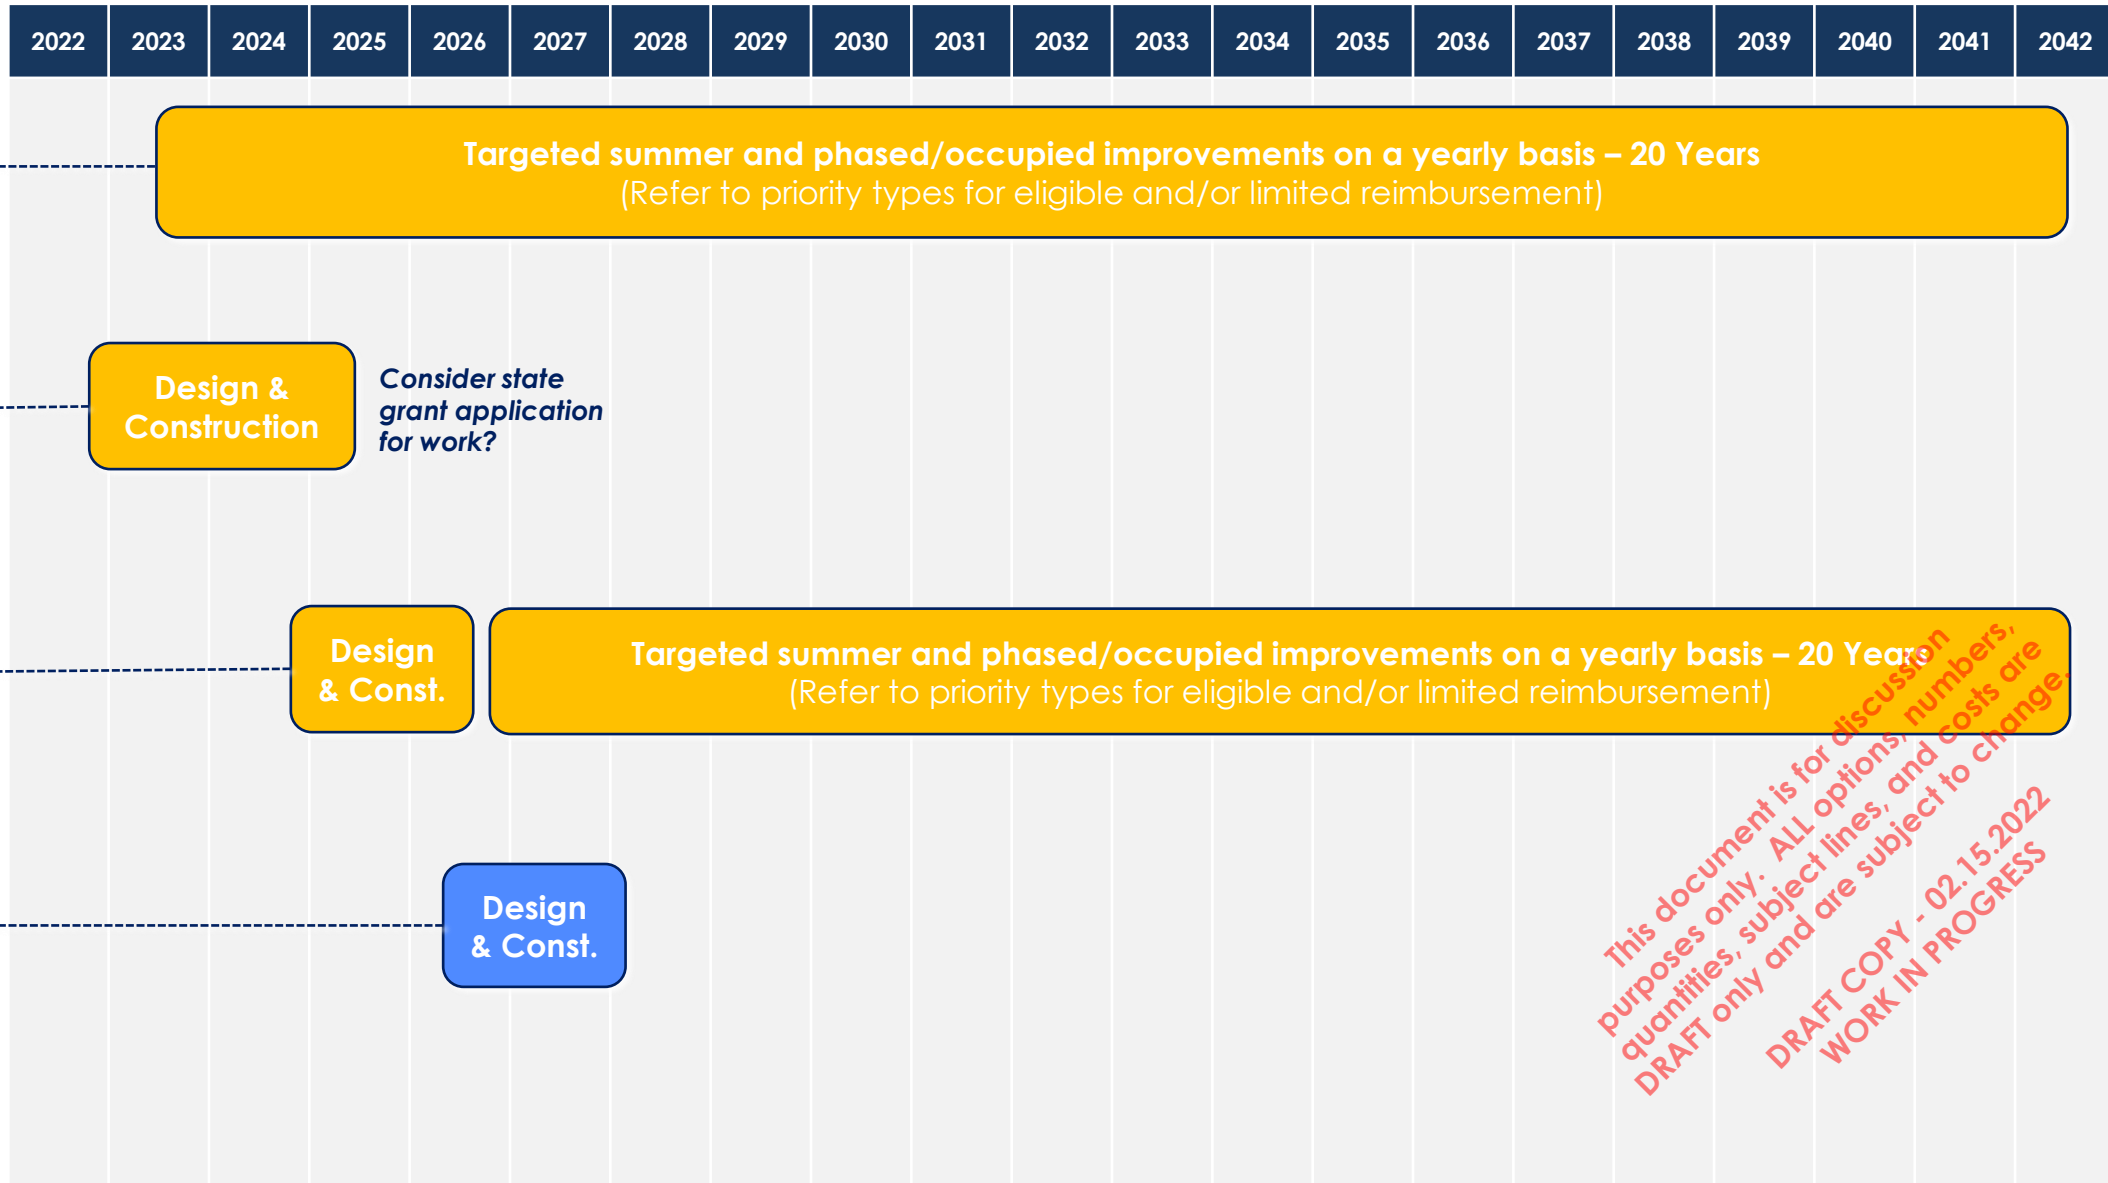 2022 2023 2024 2025 2026 2027 2028 2029 2030 2031 2032 2033 2034 2035 2036 2037 2038 2039 2040 2041 2042
Targeted summer and phased/occupied improvements on a yearly basis – 20 Years
(Refer to priority types for eligible and/or limited reimbursement)
Design &
Construction
Consider state
grant application
for work?
Design
& Const.
Targeted summer and phased/occupied improvements on a yearly basis – 20 Years
(Refer to priority types for eligible and/or limited reimbursement)
Design
& Const.
This document is for discussion
purposes only. ALL options, numbers,
quantities, subject lines, and costs are
DRAFT only and are subject to change.
DRAFT COPY - 02.15.2022
WORK IN PROGRESS